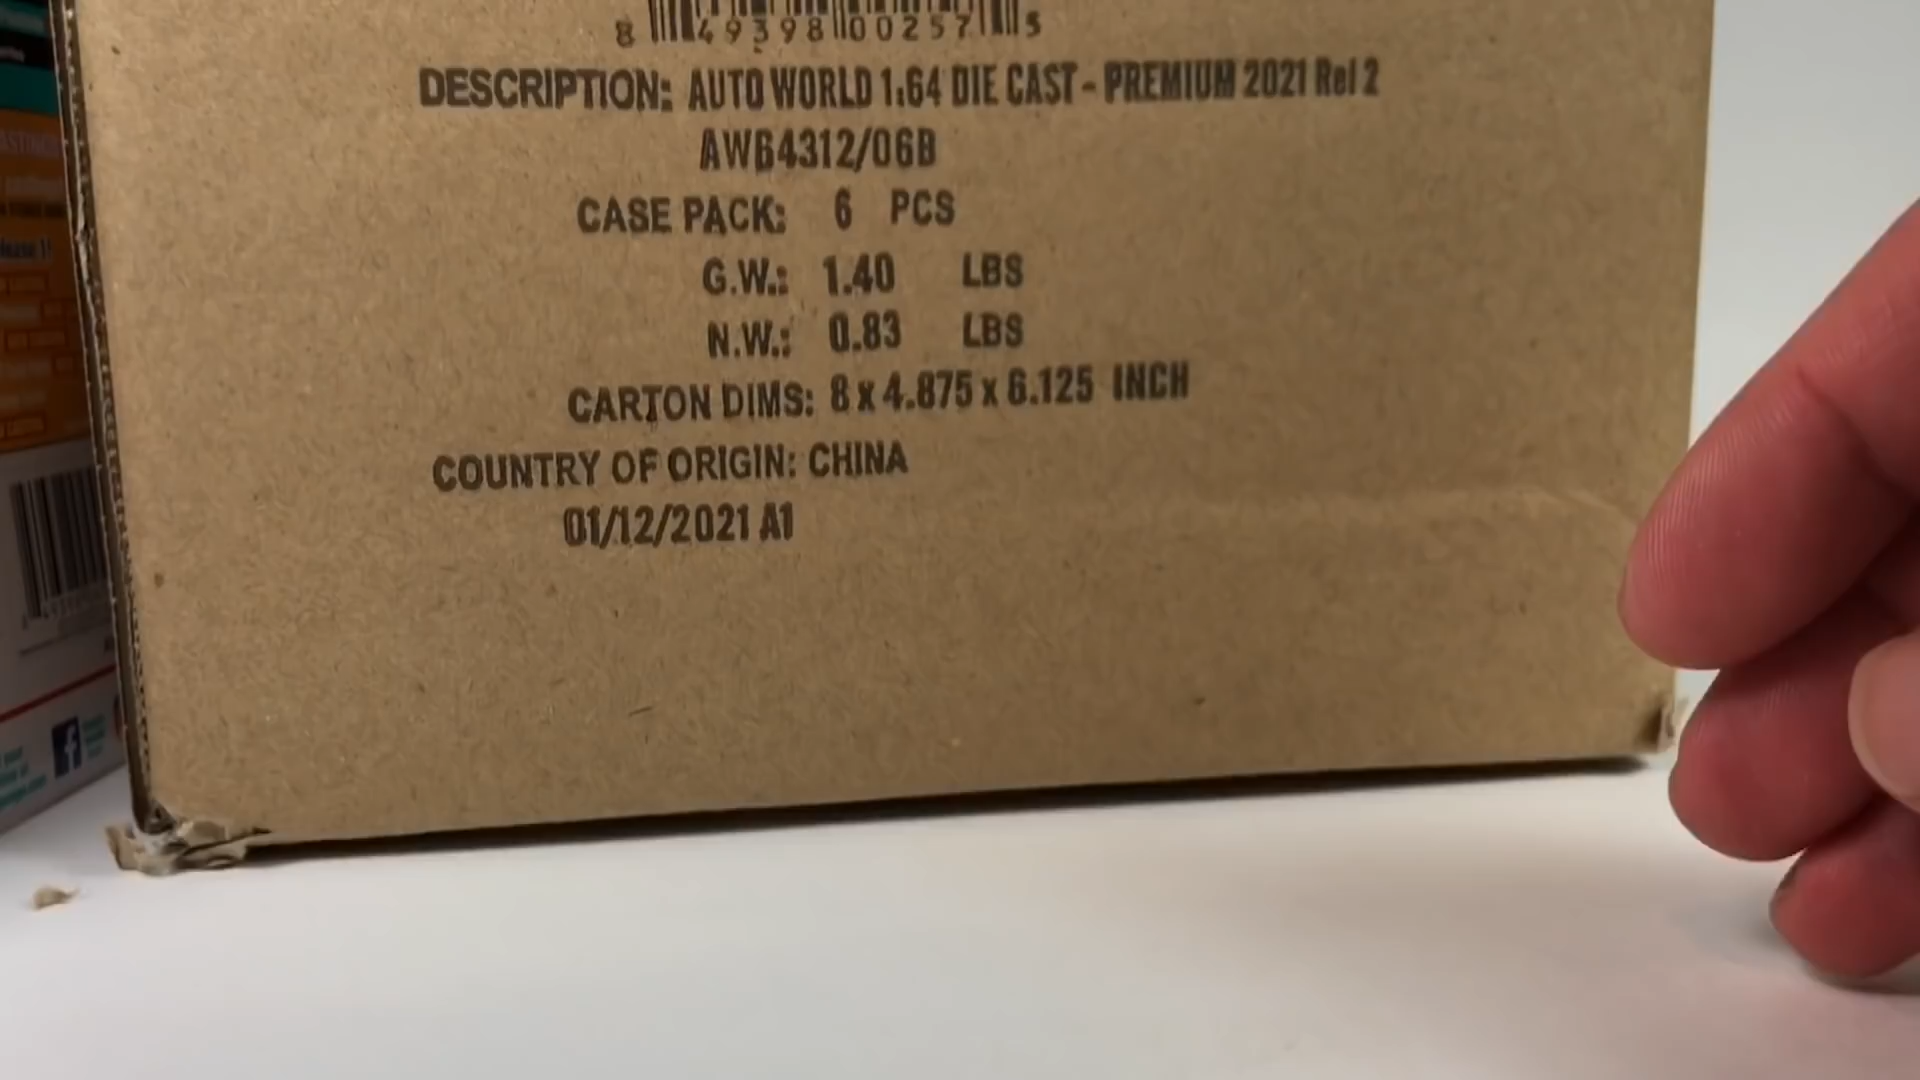 8 49398 00257 5
DESCRIPTION: AUTO WORLD 1:64 DIE CAST - PREMIUM 2021 Rel 2
AW64312/06B
CASE PACK: 6 PCS
G.W.: 1.40 LBS
N.W.: 0.83 LBS
CARTON DIMS: 8 x 4.875 x 6.125 INCH
COUNTRY OF ORIGIN: CHINA
01/12/2021 A1